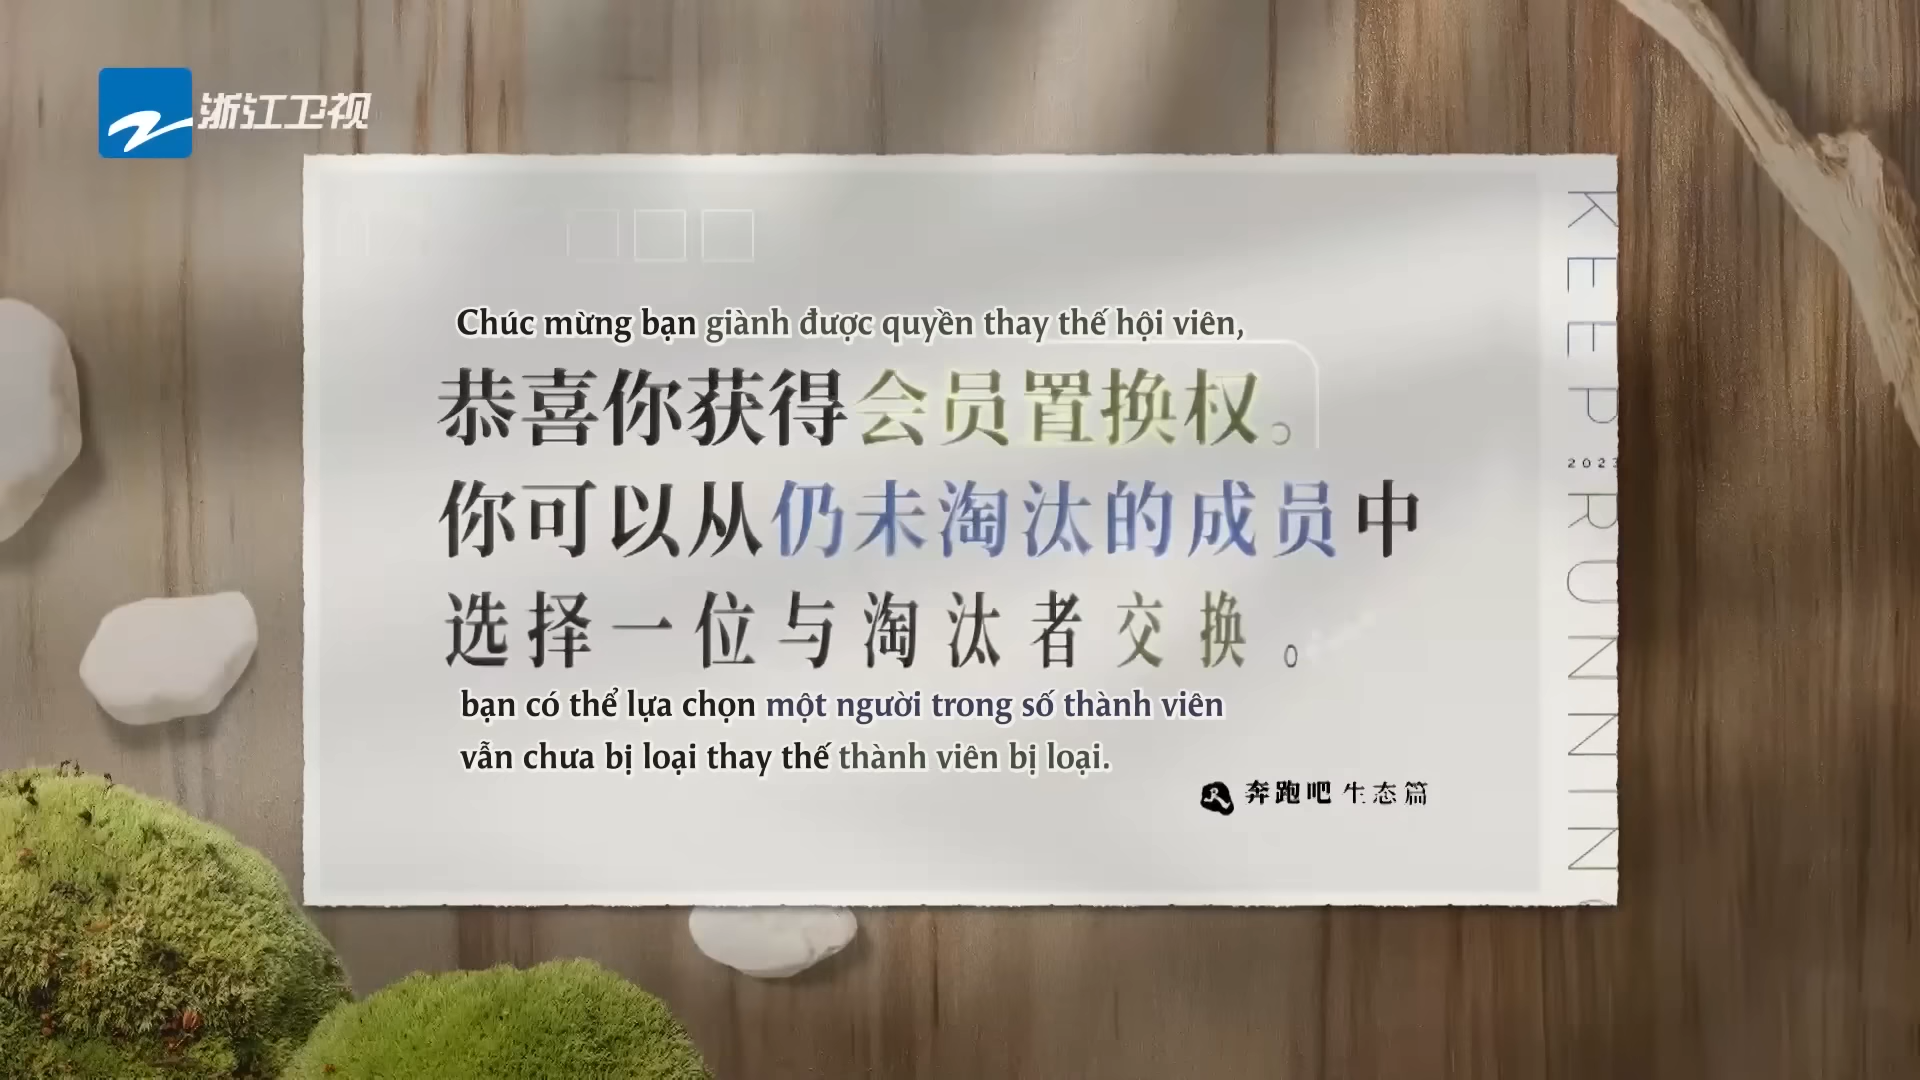 浙江卫视
Chúc mừng bạn giành được quyền thay thế hội viên,
恭喜你获得会员置换权。
你可以从仍未淘汰的成员中
选择一位与淘汰者交换。
bạn có thể lựa chọn một người trong số thành viên
vẫn chưa bị loại thay thế thành viên bị loại.
奔跑吧 生态篇
KEEP 2023 RUNNING